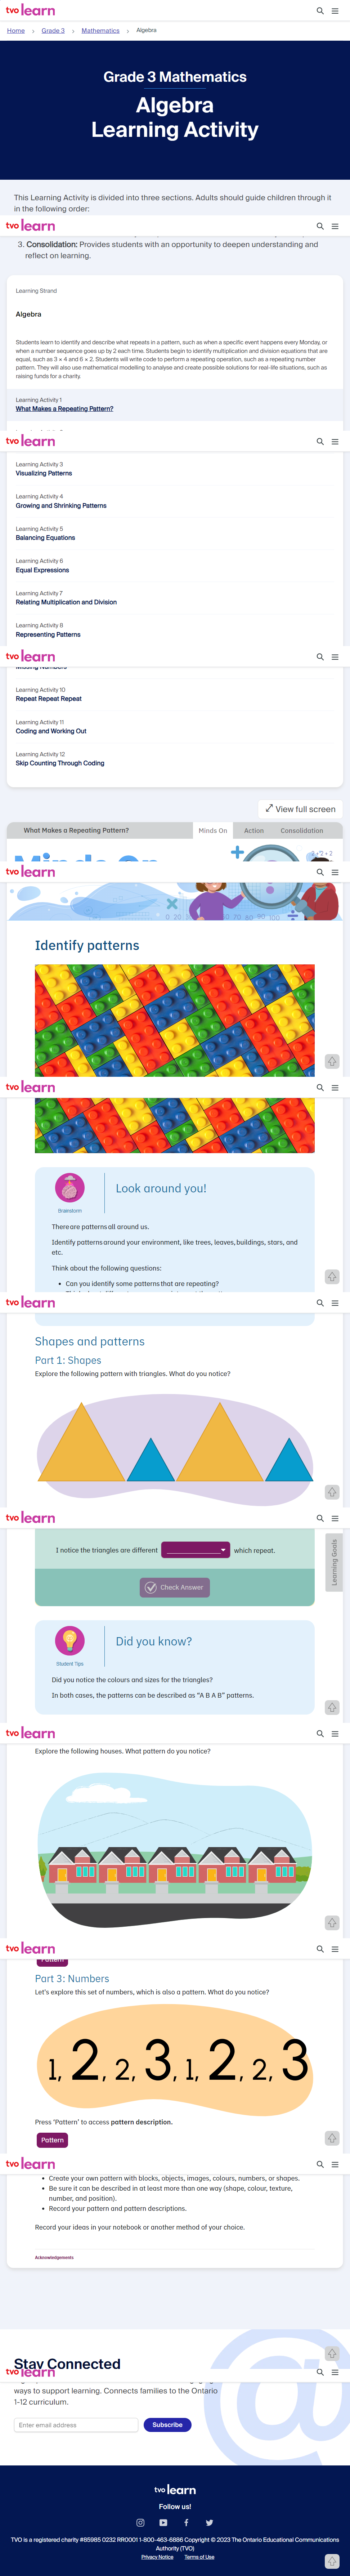 tvo learn
Home > Grade 3 > Mathematics > Algebra
Grade 3 Mathematics
Algebra
Learning Activity
This Learning Activity is divided into three sections. Adults should guide children through it
in the following order:
tvo learn
3. Consolidation: Provides students with an opportunity to deepen understanding and
reflect on learning.
Learning Strand
Algebra
Students learn to identify and describe what repeats in a pattern, such as when a specific event happens every Monday, or
when a number sequence goes up by 2 each time. Students begin to identify multiplication and division equations that are
equal, such as 3 × 4 and 6 × 2. Students will write code to perform a repeating operation, such as a repeating number
pattern. They will also use mathematical modelling to analyse and create possible solutions for real-life situations, such as
raising funds for a charity.
Learning Activity 1
What Makes a Repeating Pattern?
tvo learn
Learning Activity 3
Visualizing Patterns
Learning Activity 4
Growing and Shrinking Patterns
Learning Activity 5
Balancing Equations
Learning Activity 6
Equal Expressions
Learning Activity 7
Relating Multiplication and Division
Learning Activity 8
Representing Patterns
tvo learn
Missing Numbers
Learning Activity 10
Repeat Repeat Repeat
Learning Activity 11
Coding and Working Out
Learning Activity 12
Skip Counting Through Coding
View full screen
What Makes a Repeating Pattern? Minds On Action Consolidation
Minds On
tvo learn
Identify patterns
tvo learn
Look around you!
Brainstorm
There are patterns all around us.
Identify patterns around your environment, like trees, leaves, buildings, stars, and
etc.
Think about the following questions:
• Can you identify some patterns that are repeating?
tvo learn
Shapes and patterns
Part 1: Shapes
Explore the following pattern with triangles. What do you notice?
tvo learn
Learning Goals
I notice the triangles are different which repeat.
Check Answer
Did you know?
Student Tips
Did you notice the colours and sizes for the triangles?
In both cases, the patterns can be described as "A B A B" patterns.
tvo learn
Explore the following houses. What pattern do you notice?
tvo learn
Pattern
Part 3: Numbers
Let's explore this set of numbers, which is also a pattern. What do you notice?
1, 2, 2, 3, 1, 2, 2, 3
Press 'Pattern' to access pattern description.
Pattern
tvo learn
• Create your own pattern with blocks, objects, images, colours, numbers, or shapes.
• Be sure it can be described in at least more than one way (shape, colour, texture,
number, and position).
• Record your pattern and pattern descriptions.
Record your ideas in your notebook or another method of your choice.
Acknowledgements
Stay Connected
tvo learn
ways to support learning. Connects families to the Ontario
1-12 curriculum.
Enter email address Subscribe
tvo learn
Follow us!
TVO is a registered charity #85985 0232 RR0001 1-800-463-6886 Copyright © 2023 The Ontario Educational Communications
Authority (TVO)
Privacy Notice Terms of Use